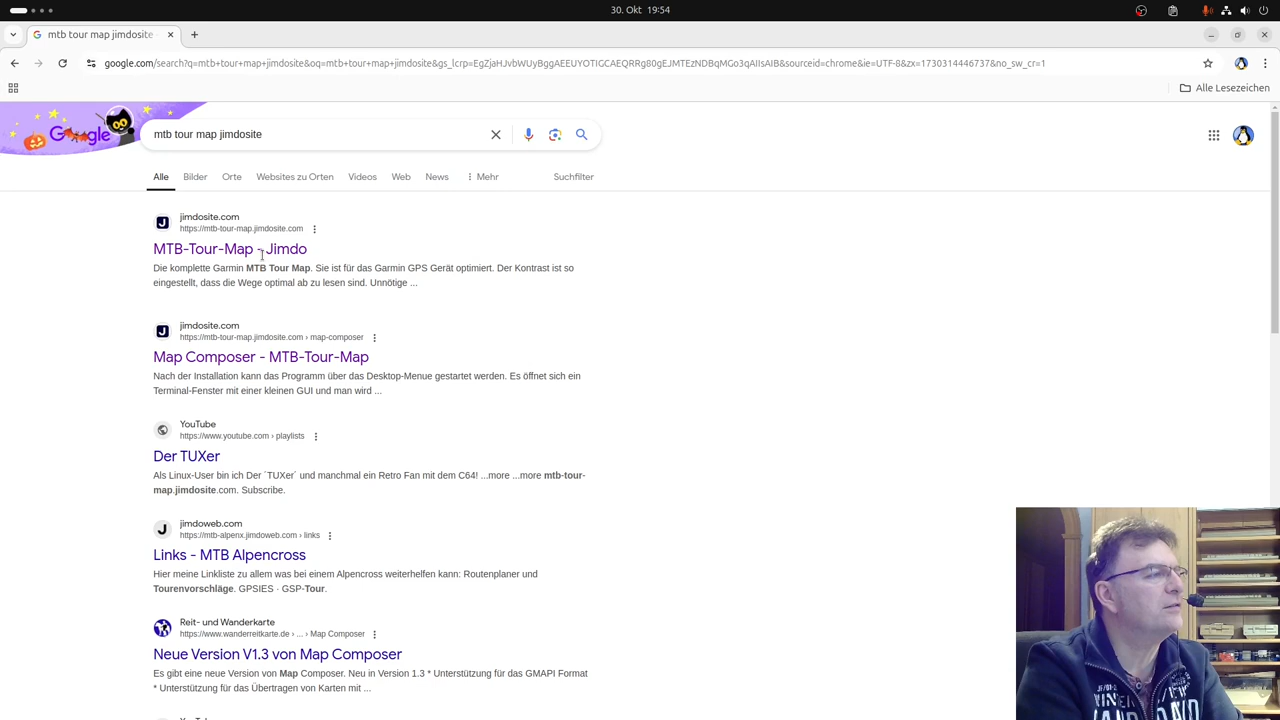 30. Okt 19:54
mtb tour map jimdosite
google.com/search?q=mtb+tour+map+jimdosite&oq=mtb+tour+map+jimdosite&gs_lcrp=EgZjaHJvbWUyBggAEEUYOTIGCAEQRRg80gEJMTEzNDBqMGo3qAIIsAIB&sourceid=chrome&ie=UTF-8&zx=1730314446737&no_sw_cr=1
Alle Lesezeichen
Google
mtb tour map jimdosite
Alle Bilder Orte Websites zu Orten Videos Web News Mehr Suchfilter
jimdosite.com
https://mtb-tour-map.jimdosite.com
MTB-Tour-Map - Jimdo
Die komplette Garmin MTB Tour Map. Sie ist für das Garmin GPS Gerät optimiert. Der Kontrast ist so
eingestellt, dass die Wege optimal ab zu lesen sind. Unnötige ...
jimdosite.com
https://mtb-tour-map.jimdosite.com › map-composer
Map Composer - MTB-Tour-Map
Nach der Installation kann das Programm über das Desktop-Menue gestartet werden. Es öffnet sich ein
Terminal-Fenster mit einer kleinen GUI und man wird ...
YouTube
https://www.youtube.com › playlists
Der TUXer
Als Linux-User bin ich Der ´TUXer´ und manchmal ein Retro Fan mit dem C64! ...more ...more mtb-tour-
map.jimdosite.com. Subscribe.
jimdoweb.com
https://mtb-alpenx.jimdoweb.com › links
Links - MTB Alpencross
Hier meine Linkliste zu allem was bei einem Alpencross weiterhelfen kann: Routenplaner und
Tourenvorschläge. GPSIES · GSP-Tour.
Reit- und Wanderkarte
https://www.wanderreitkarte.de › ... › Map Composer
Neue Version V1.3 von Map Composer
Es gibt eine neue Version von Map Composer. Neu in Version 1.3 * Unterstützung für das GMAPI Format
* Unterstützung für das Übertragen von Karten mit ...